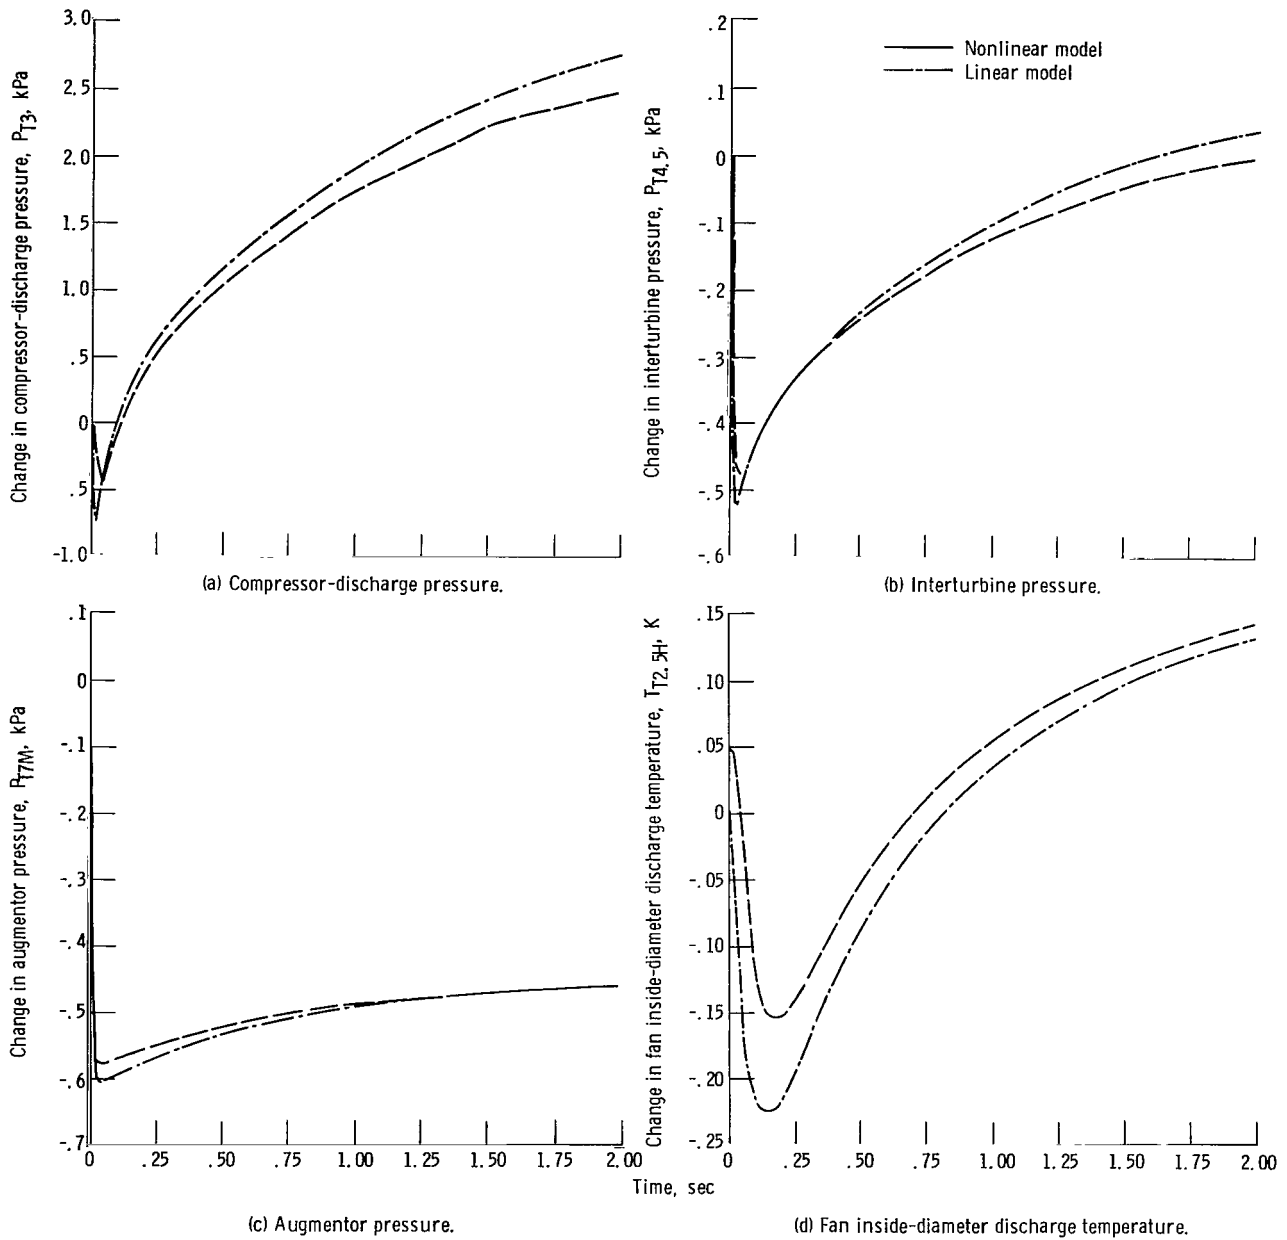 3.0
2.5
2.0
1.5
1.0
.5
0
.5
-1.0
Change in compressor-discharge pressure, PT3, kPa
(a) Compressor-discharge pressure.
.2
.1
0
-.1
-.2
-.3
-.4
-.5
-.6
Change in interturbine pressure, PT4.5, kPa
Nonlinear model
Linear model
(b) Interturbine pressure.
.1
0
-.1
-.2
-.3
-.4
-.5
-.6
-.7
Change in augmentor pressure, PT7M, kPa
0 .25 .50 .75 1.00 1.25 1.50 1.75 2.00
(c) Augmentor pressure.
.15
.10
.05
0
-.05
-.10
-.15
-.20
-.25
Change in fan inside-diameter discharge temperature, TT2.5H, K
0 .25 .50 .75 1.00 1.25 1.50 1.75 2.00
Time, sec
(d) Fan inside-diameter discharge temperature.